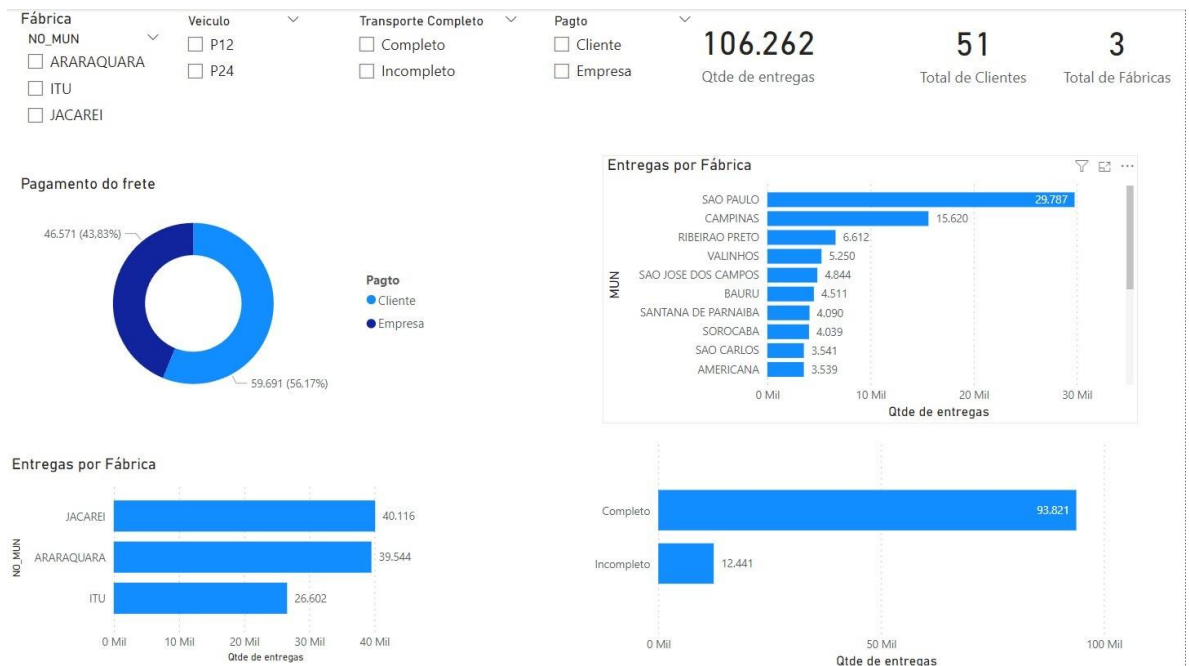 Fábrica
NO_MUN
ARARAQUARA
ITU
JACAREI
Veiculo
P12
P24
Transporte Completo
Completo
Incompleto
Pagto
Cliente
Empresa
106.262
Qtde de entregas
51
Total de Clientes
3
Total de Fábricas
Pagamento do frete
46.571 (43,83%)
59.691 (56,17%)
Pagto
Cliente
Empresa
Entregas por Fábrica
MUN
SAO PAULO 29.787
CAMPINAS 15.620
RIBEIRAO PRETO 6.612
VALINHOS 5.250
SAO JOSE DOS CAMPOS 4.844
BAURU 4.511
SANTANA DE PARNAIBA 4.090
SOROCABA 4.039
SAO CARLOS 3.541
AMERICANA 3.539
0 Mil 10 Mil 20 Mil 30 Mil
Qtde de entregas
Entregas por Fábrica
NO_MUN
JACAREI 40.116
ARARAQUARA 39.544
ITU 26.602
0 Mil 10 Mil 20 Mil 30 Mil 40 Mil
Qtde de entregas
Completo 93.821
Incompleto 12.441
0 Mil 50 Mil 100 Mil
Qtde de entregas